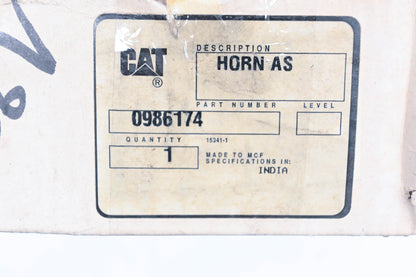 CAT®
DESCRIPTION
HORN AS
PART NUMBER LEVEL
0986174
QUANTITY 15341-1
1
MADE TO MCF
SPECIFICATIONS IN:
INDIA